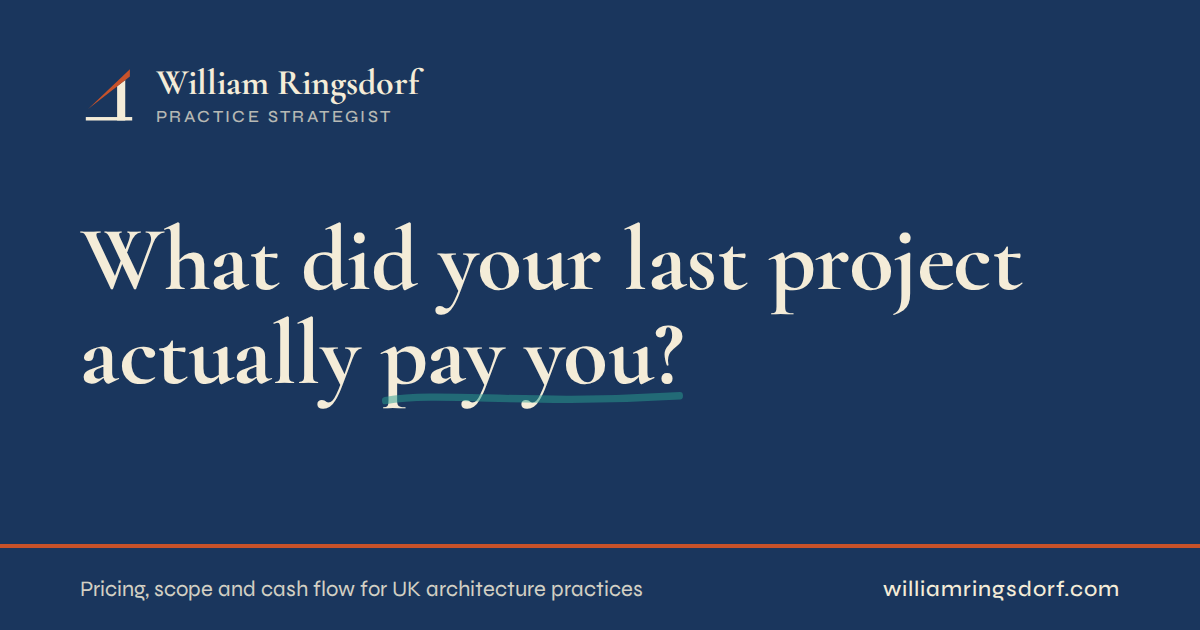 William Ringsdorf
PRACTICE STRATEGIST
What did your last project
actually pay you?
Pricing, scope and cash flow for UK architecture practices
williamringsdorf.com